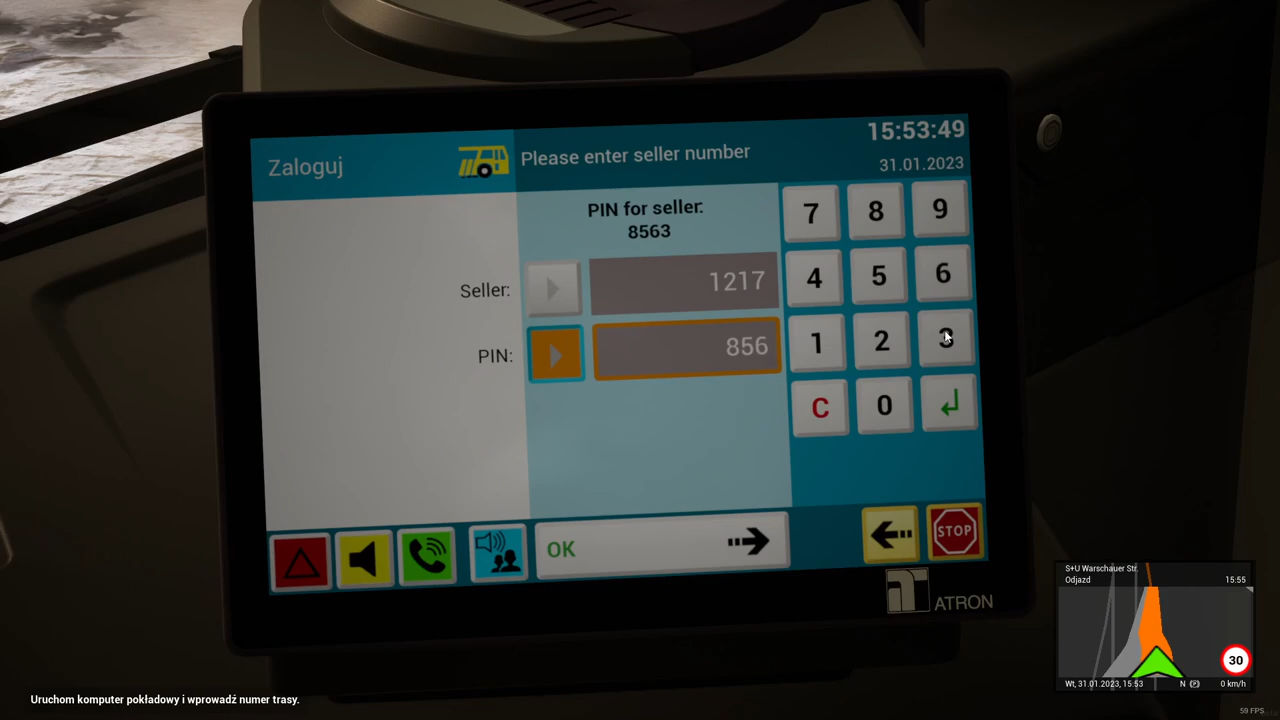 Zaloguj
Please enter seller number
15:53:49
31.01.2023
PIN for seller:
8563
7 8 9
Seller:
1217
4 5 6
PIN:
856
1 2 3
C 0
OK
STOP
ATRON
S+U Warschauer Str.
Odjazd 15:55
30
Wt, 31.01.2023, 15:53 N (P) 0 km/h
Uruchom komputer pokładowy i wprowadź numer trasy.
59 FPS